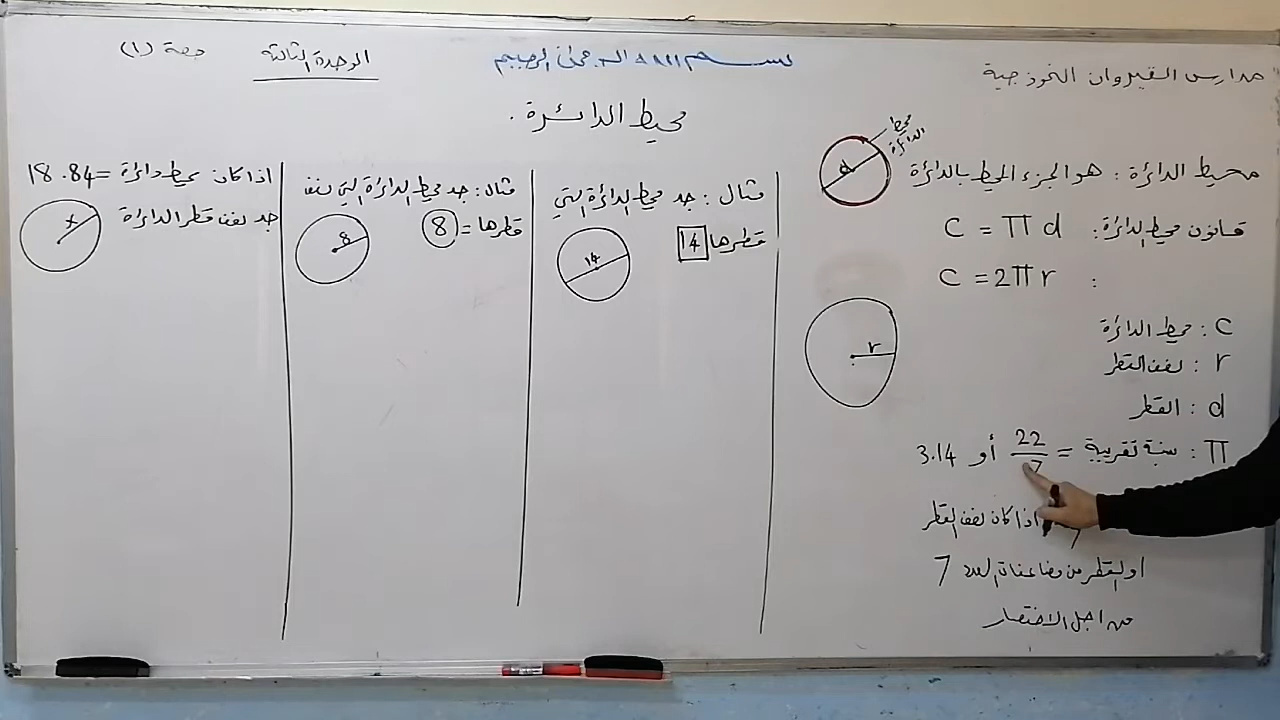 مدارس القيروان النموذجية
بسم الله الرحمن الرحيم
الوحدة الثالثة
حصة (١)
محيط الدائرة .
محيط الدائرة
d
محيط الدائرة : هو الجزء المحيط بالدائرة
قانون محيط الدائرة : C = π d
: C = 2π r
r
C : محيط الدائرة
r : نصف القطر
d : القطر
π : نسبة تقريبية = 22/7 أو 3.14
اذا كان نصف القطر
او القطر من مضاعفات العدد 7
من اجل الاختصار
مثال : جد محيط الدائرة التي
قطرها 14
14
مثال : جد محيط الدائرة التي نصف
قطرها = 8
8
اذا كان محيط دائرة = 18.84
جد نصف قطر الدائرة
x